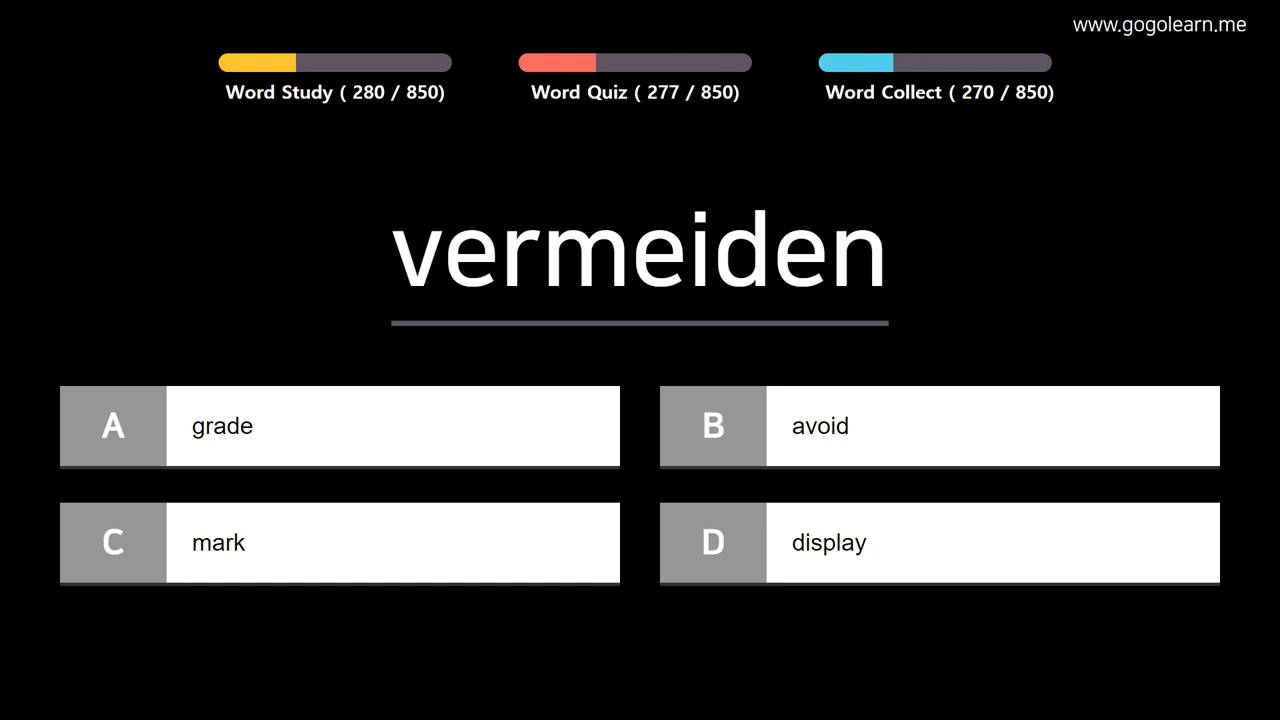 www.gogolearn.me
Word Study ( 280 / 850)
Word Quiz ( 277 / 850)
Word Collect ( 270 / 850)
vermeiden
A grade
B avoid
C mark
D display